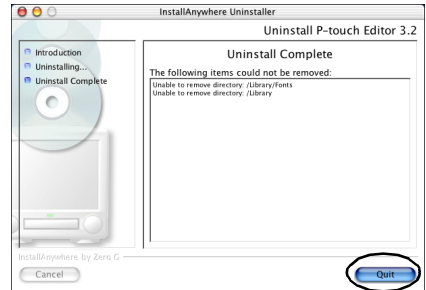 InstallAnywhere Uninstaller
Uninstall P-touch Editor 3.2
Introduction
Uninstalling...
Uninstall Complete
Uninstall Complete
The following items could not be removed:
Unable to remove directory: /Library/Fonts
Unable to remove directory: /Library
InstallAnywhere by Zero G
Cancel
Quit